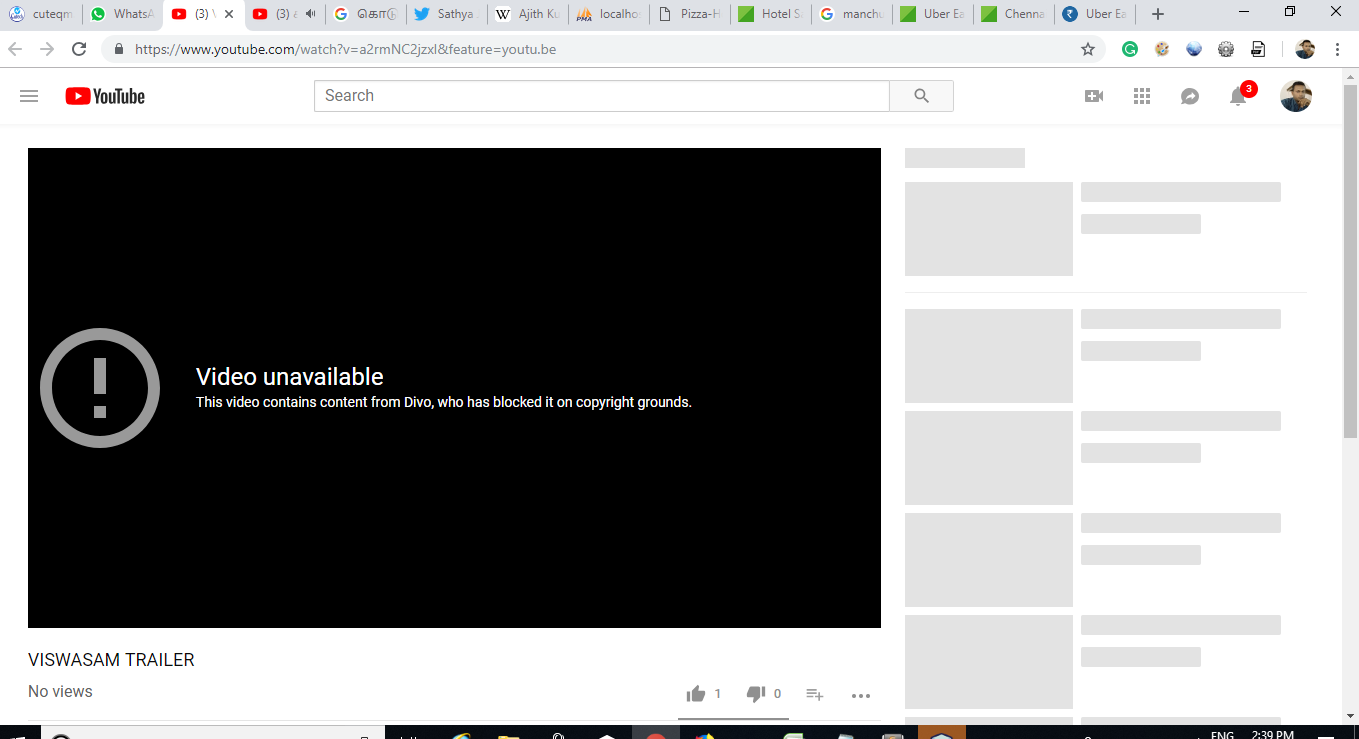 cuteqm
WhatsA
(3) V
(3)
கொடு
Sathya
Ajith Ku
localhos
PMA
Pizza-H
Hotel S
manchu
Uber Ea
Chenna
Uber Ea
https://www.youtube.com/watch?v=a2rmNC2jzxI&feature=youtu.be
YouTube
Search
3
Video unavailable
This video contains content from Divo, who has blocked it on copyright grounds.
VISWASAM TRAILER
No views
1
0
ENG
2:39 PM